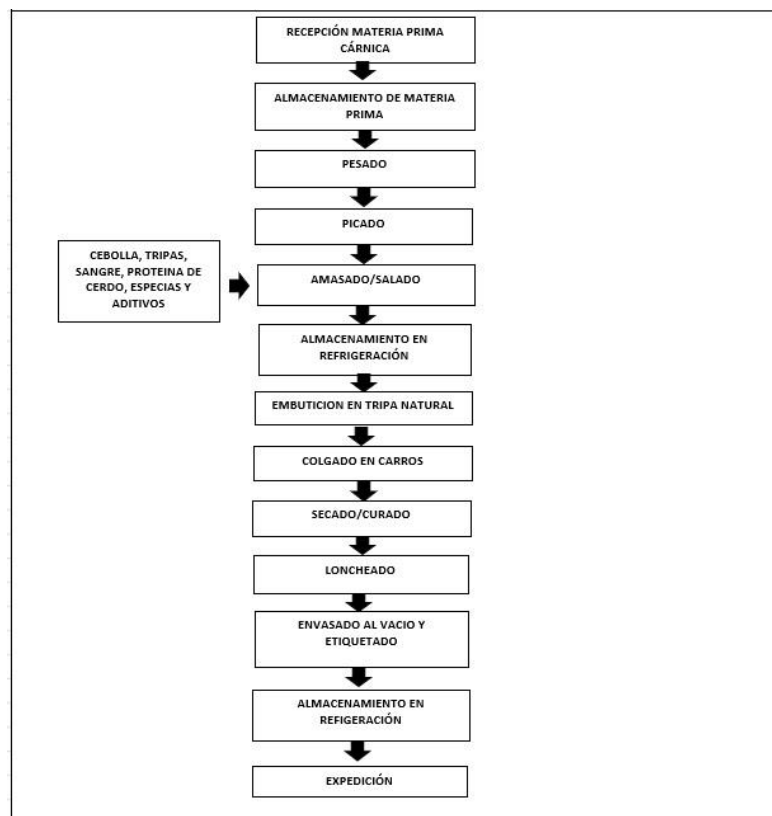 RECEPCIÓN MATERIA PRIMA
CÁRNICA
ALMACENAMIENTO DE MATERIA
PRIMA
PESADO
PICADO
CEBOLLA, TRIPAS,
SANGRE, PROTEINA DE
CERDO, ESPECIAS Y
ADITIVOS
AMASADO/SALADO
ALMACENAMIENTO EN
REFRIGERACIÓN
EMBUTICION EN TRIPA NATURAL
COLGADO EN CARROS
SECADO/CURADO
LONCHEADO
ENVASADO AL VACIO Y
ETIQUETADO
ALMACENAMIENTO EN
REFIGERACIÓN
EXPEDICIÓN